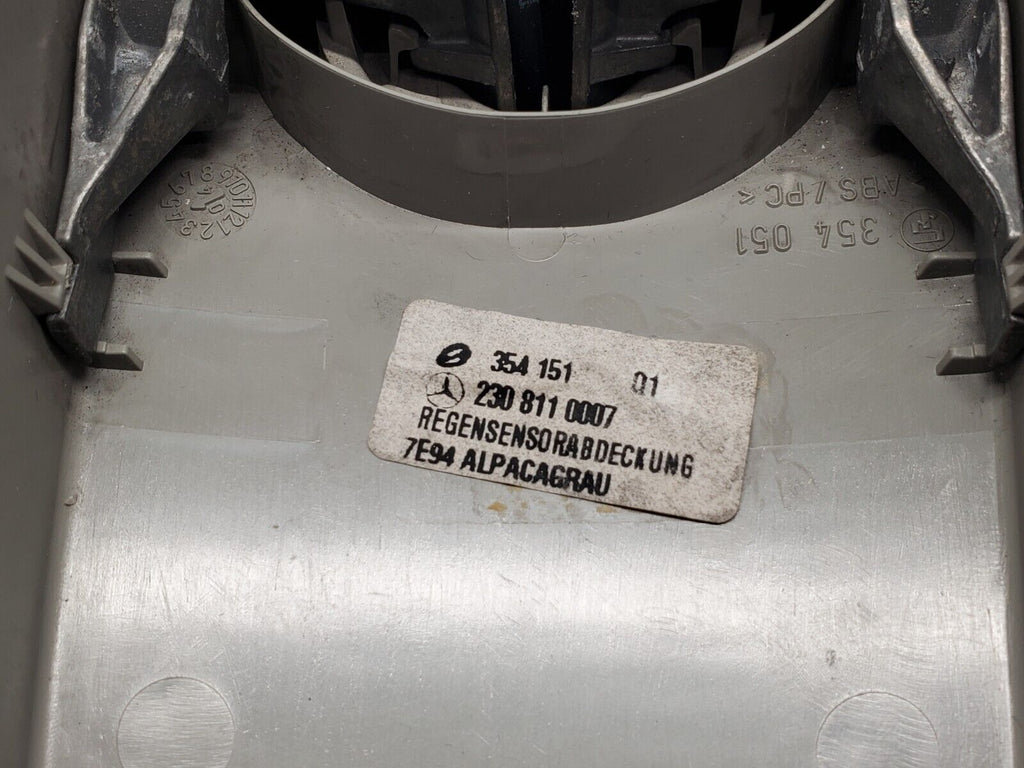 > ABS / PC <
354 051
354 151 01
230 811 0007
REGENSENSORABDECKUNG
7E94 ALPACAGRAU